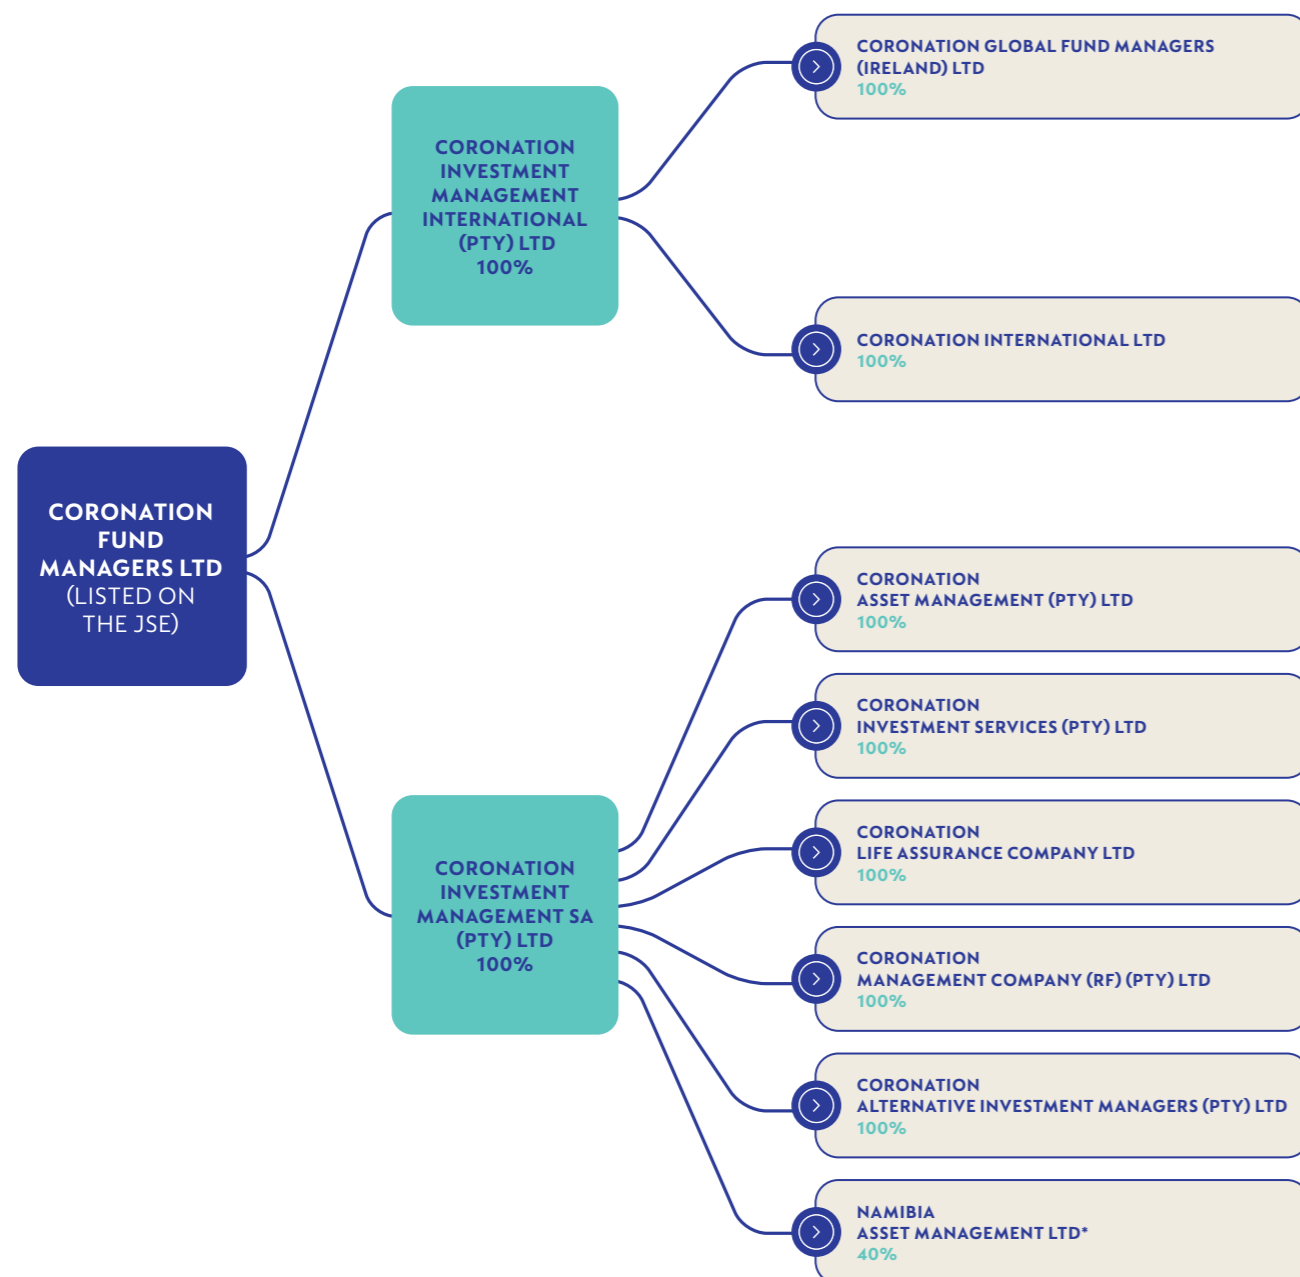 CORONATION
FUND
MANAGERS LTD
(LISTED ON
THE JSE)
CORONATION
INVESTMENT
MANAGEMENT
INTERNATIONAL
(PTY) LTD
100%
CORONATION GLOBAL FUND MANAGERS
(IRELAND) LTD
100%
CORONATION INTERNATIONAL LTD
100%
CORONATION
INVESTMENT
MANAGEMENT SA
(PTY) LTD
100%
CORONATION
ASSET MANAGEMENT (PTY) LTD
100%
CORONATION
INVESTMENT SERVICES (PTY) LTD
100%
CORONATION
LIFE ASSURANCE COMPANY LTD
100%
CORONATION
MANAGEMENT COMPANY (RF) (PTY) LTD
100%
CORONATION
ALTERNATIVE INVESTMENT MANAGERS (PTY) LTD
100%
NAMIBIA
ASSET MANAGEMENT LTD*
40%